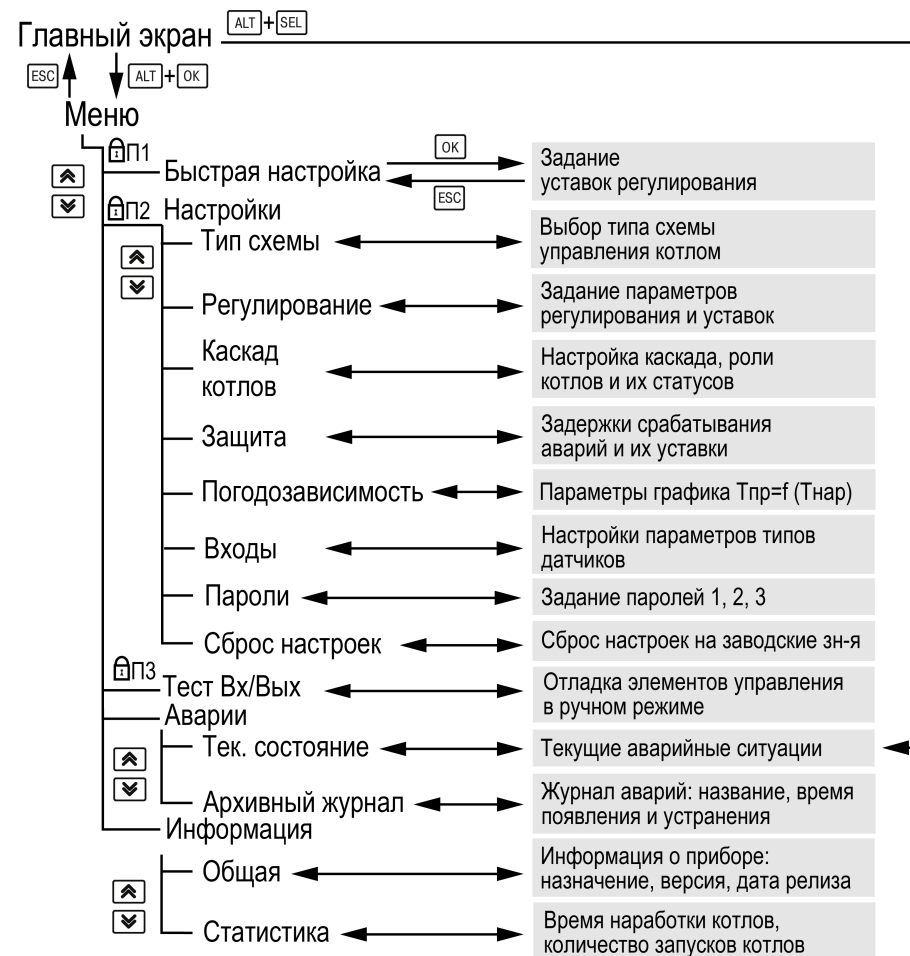 ALT + SEL
Главный экран
ESC
ALT + OK
Меню
П1
Быстрая настройка
OK
ESC
Задание
уставок регулирования
П2 Настройки
Тип схемы
Выбор типа схемы
управления котлом
Регулирование
Задание параметров
регулирования и уставок
Каскад
котлов
Настройка каскада, роли
котлов и их статусов
Защита
Задержки срабатывания
аварий и их уставки
Погодозависимость
Параметры графика Тпр=f (Тнар)
Входы
Настройки параметров типов
датчиков
Пароли
Задание паролей 1, 2, 3
Сброс настроек
Сброс настроек на заводские зн-я
П3
Тест Вх/Вых
Отладка элементов управления
в ручном режиме
Аварии
Тек. состояние
Текущие аварийные ситуации
Архивный журнал
Журнал аварий: название, время
появления и устранения
Информация
Общая
Информация о приборе:
назначение, версия, дата релиза
Статистика
Время наработки котлов,
количество запусков котлов